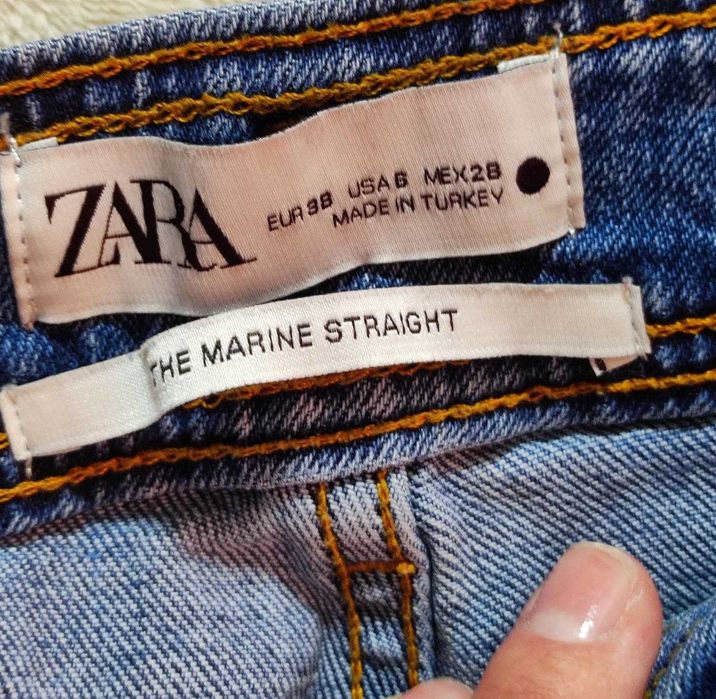 ZARA
EUR 38 USA 6 MEX 28
MADE IN TURKEY
THE MARINE STRAIGHT